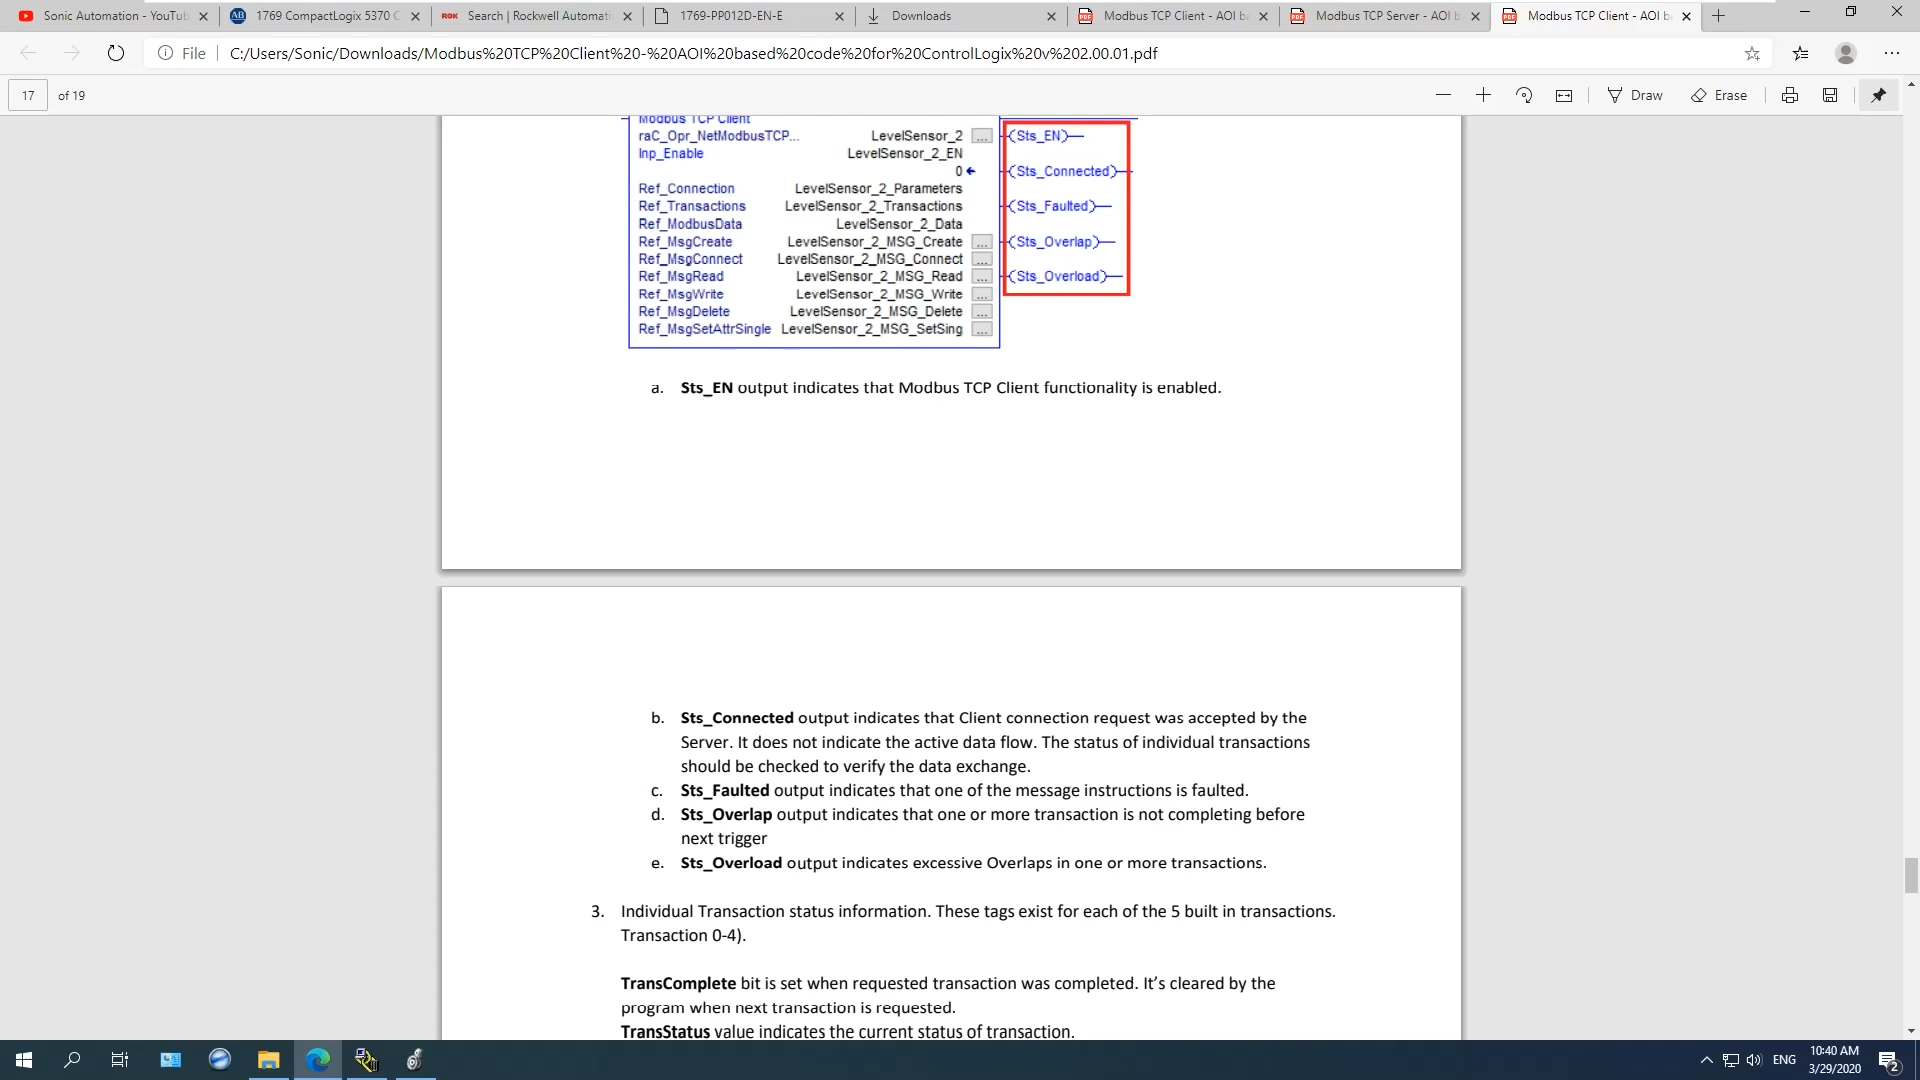 Sonic Automation - YouTub
1769 CompactLogix 5370 C
ROK Search | Rockwell Automati
1769-PP012D-EN-E
Downloads
Modbus TCP Client - AOI b
Modbus TCP Server - AOI b
Modbus TCP Client - AOI b
File C:/Users/Sonic/Downloads/Modbus%20TCP%20Client%20-%20AOI%20based%20code%20for%20ControlLogix%20v%202.00.01.pdf
17 of 19
Draw
Erase
Modbus TCP Client
raC_Opr_NetModbusTCP... LevelSensor_2 ... (Sts_EN)
Inp_Enable LevelSensor_2_EN
0 (Sts_Connected)
Ref_Connection LevelSensor_2_Parameters
Ref_Transactions LevelSensor_2_Transactions (Sts_Faulted)
Ref_ModbusData LevelSensor_2_Data
Ref_MsgCreate LevelSensor_2_MSG_Create ... (Sts_Overlap)
Ref_MsgConnect LevelSensor_2_MSG_Connect ...
Ref_MsgRead LevelSensor_2_MSG_Read ... (Sts_Overload)
Ref_MsgWrite LevelSensor_2_MSG_Write ...
Ref_MsgDelete LevelSensor_2_MSG_Delete ...
Ref_MsgSetAttrSingle LevelSensor_2_MSG_SetSing ...
a. Sts_EN output indicates that Modbus TCP Client functionality is enabled.
b. Sts_Connected output indicates that Client connection request was accepted by the
Server. It does not indicate the active data flow. The status of individual transactions
should be checked to verify the data exchange.
c. Sts_Faulted output indicates that one of the message instructions is faulted.
d. Sts_Overlap output indicates that one or more transaction is not completing before
next trigger
e. Sts_Overload output indicates excessive Overlaps in one or more transactions.
3. Individual Transaction status information. These tags exist for each of the 5 built in transactions.
Transaction 0-4).
TransComplete bit is set when requested transaction was completed. It's cleared by the
program when next transaction is requested.
TransStatus value indicates the current status of transaction.
ENG
10:40 AM
3/29/2020
2